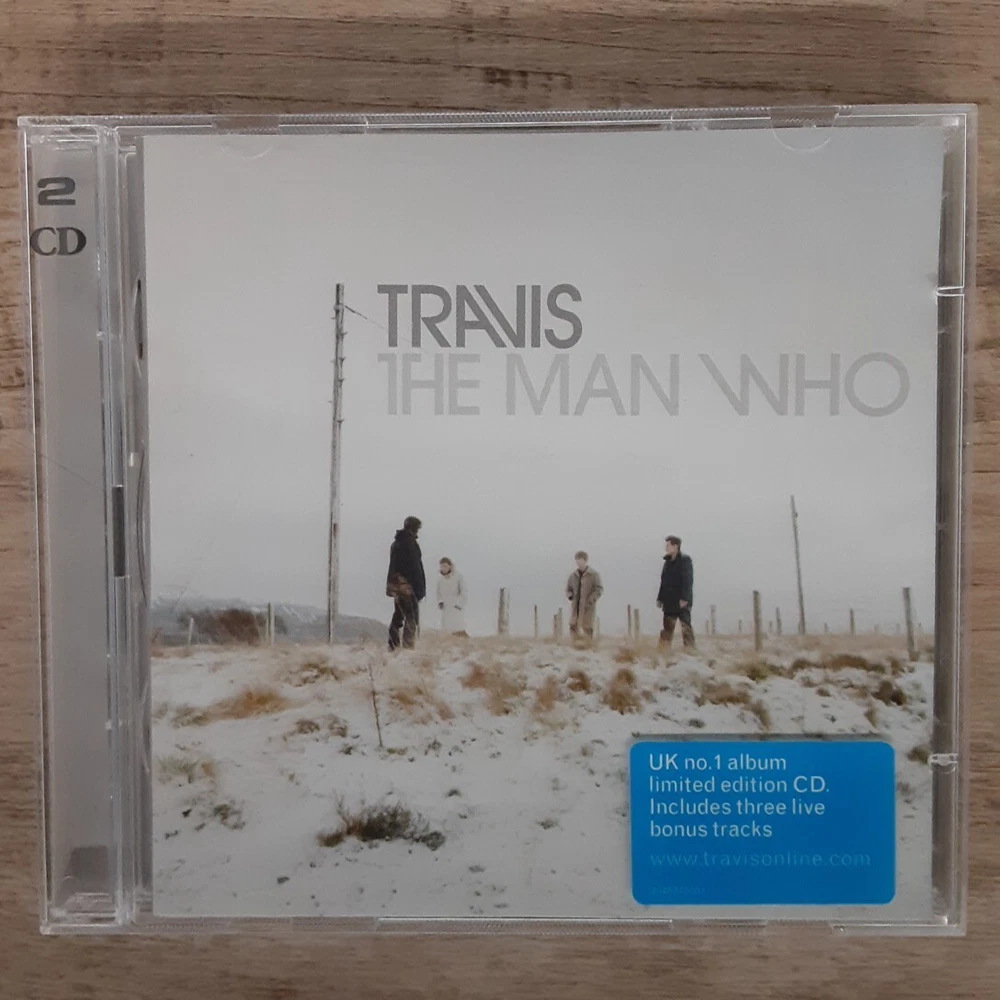 2
CD
TRAVIS
THE MAN WHO
UK no.1 album
limited edition CD.
Includes three live
bonus tracks
www.travisonline.com